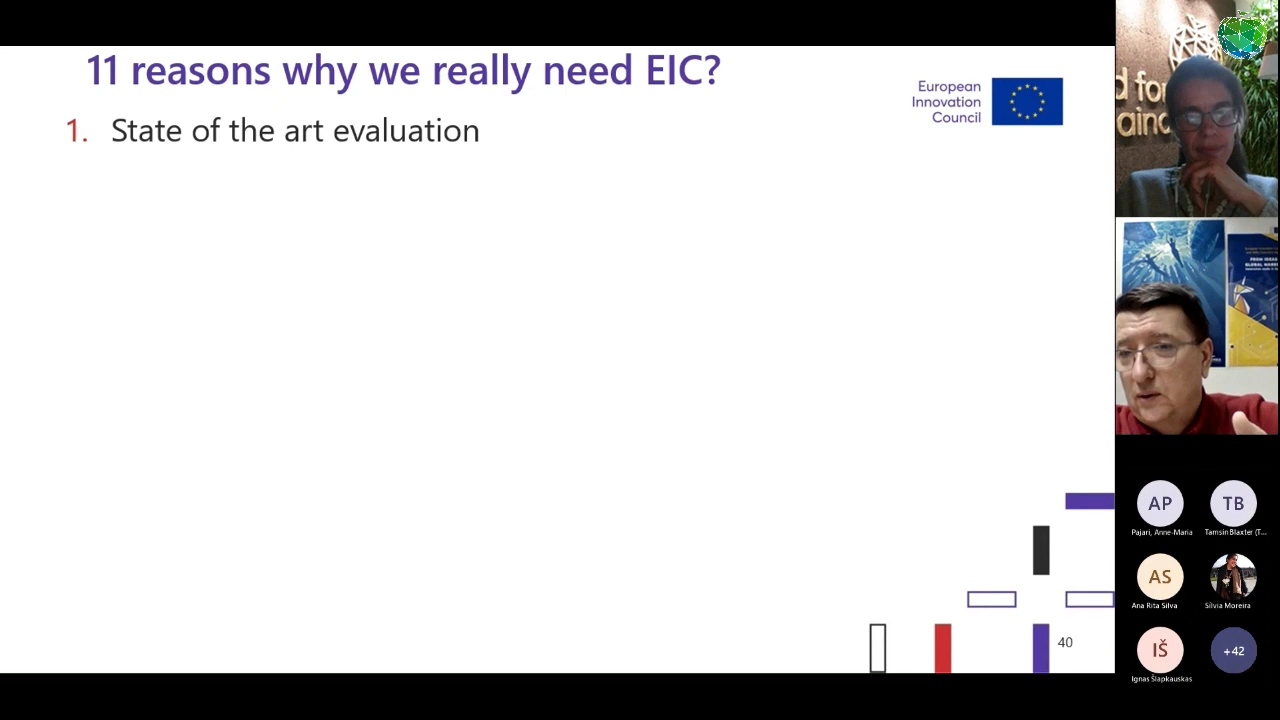 11 reasons why we really need EIC?
1. State of the art evaluation
European
Innovation
Council
40
AP
TB
Pajari, Anne-Maria
Tamsin Blaxter (T...
AS
Ana Rita Silva
Sílvia Moreira
IŠ
+42
Ignas Šlapkauskas